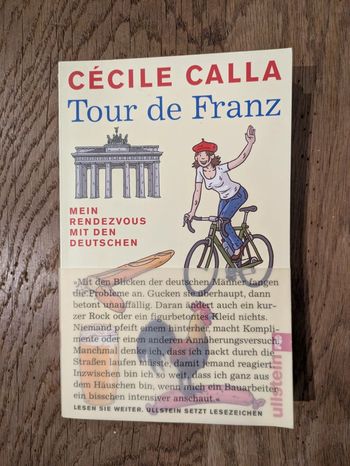 CÉCILE CALLA
Tour de Franz
MEIN
RENDEZVOUS
MIT DEN
DEUTSCHEN
»Mit den Blicken der deutschen Männer fangen
die Probleme an. Gucken sie überhaupt, dann
betont unauffällig. Daran ändert auch ein kur-
zer Rock oder ein figurbetontes Kleid nichts.
Niemand pfeift einem hinterher, macht Kompli-
mente oder einen anderen Annäherungsversuch.
Manchmal denke ich, dass ich nackt durch die
Straßen laufen müsste, damit jemand reagiert.
Inzwischen bin ich so weit, dass ich ganz aus
dem Häuschen bin, wenn mich ein Bauarbeiter
ein bisschen intensiver anschaut.«
LESEN SIE WEITER. ULLSTEIN SETZT LESEZEICHEN
ullstein